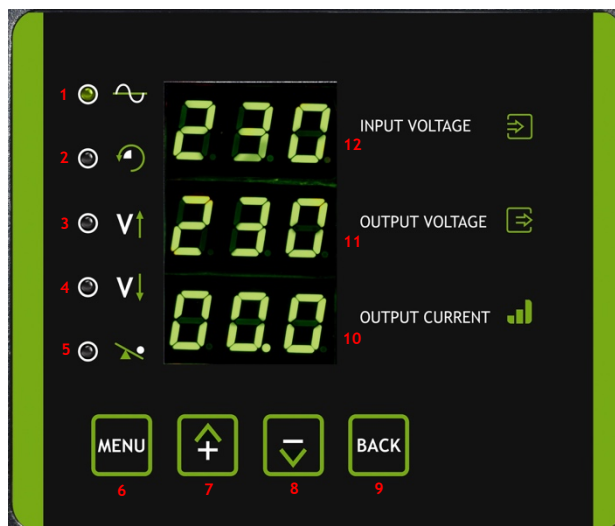 1
230
INPUT VOLTAGE
12
2
3 V
230
OUTPUT VOLTAGE
11
4 V
00.0
OUTPUT CURRENT
10
5
MENU
+
−
BACK
6
7
8
9